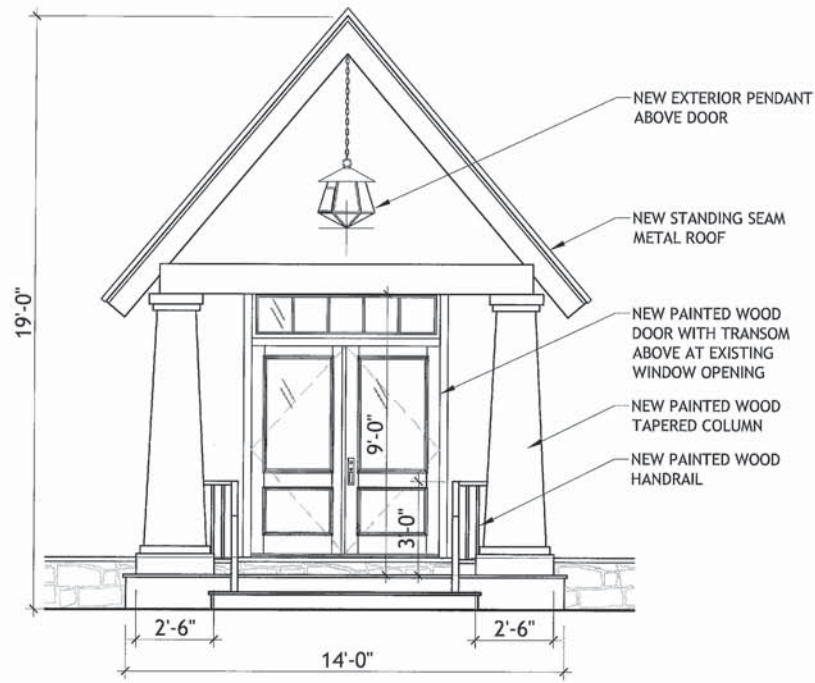 NEW EXTERIOR PENDANT
ABOVE DOOR
NEW STANDING SEAM
METAL ROOF
19'-0"
NEW PAINTED WOOD
DOOR WITH TRANSOM
ABOVE AT EXISTING
WINDOW OPENING
NEW PAINTED WOOD
TAPERED COLUMN
9'-0"
NEW PAINTED WOOD
HANDRAIL
3'-0"
2'-6"
2'-6"
14'-0"